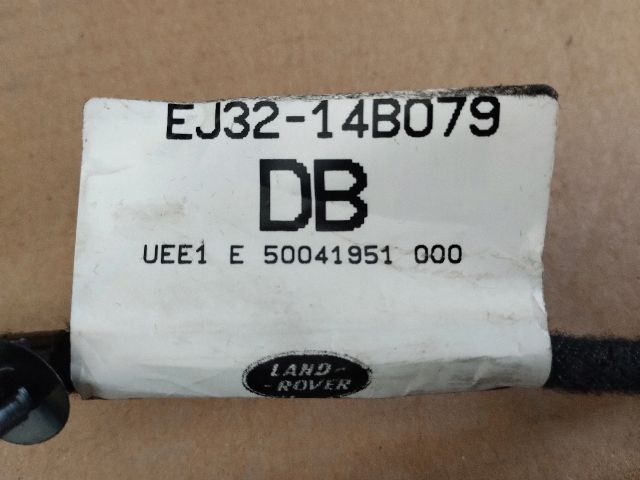 EJ32-14B079
DB
UEE1 E 50041951 000
LAND-
-ROVER